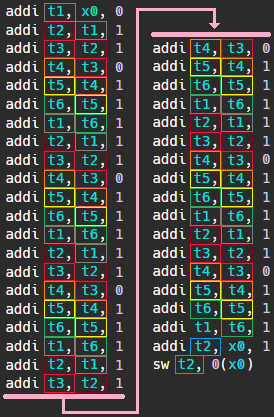 addi t1, x0, 0
addi t2, t1, 1
addi t3, t2, 1
addi t4, t3, 0
addi t5, t4, 1
addi t6, t5, 1
addi t1, t6, 1
addi t2, t1, 1
addi t3, t2, 1
addi t4, t3, 0
addi t5, t4, 1
addi t6, t5, 1
addi t1, t6, 1
addi t2, t1, 1
addi t3, t2, 1
addi t4, t3, 0
addi t5, t4, 1
addi t6, t5, 1
addi t1, t6, 1
addi t2, t1, 1
addi t3, t2, 1
addi t4, t3, 0
addi t5, t4, 1
addi t6, t5, 1
addi t1, t6, 1
addi t2, t1, 1
addi t3, t2, 1
addi t4, t3, 0
addi t5, t4, 1
addi t6, t5, 1
addi t1, t6, 1
addi t2, t1, 1
addi t3, t2, 1
addi t4, t3, 0
addi t5, t4, 1
addi t6, t5, 1
addi t1, t6, 1
addi t2, x0, 1
sw t2, 0(x0)